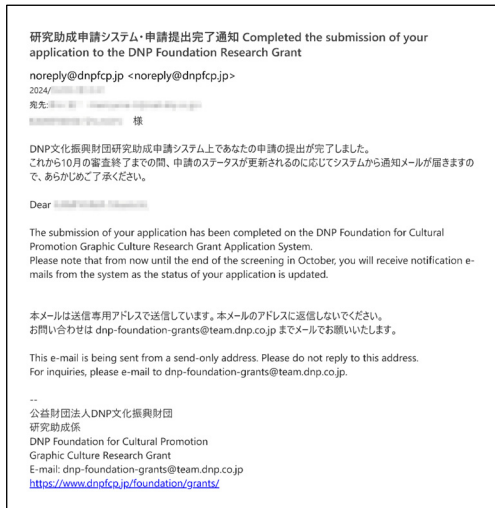 研究助成申請システム・申請提出完了通知 Completed the submission of your
application to the DNP Foundation Research Grant
noreply@dnpfcp.jp <noreply@dnpfcp.jp>
2024/
宛先:
様
DNP文化振興財団研究助成申請システム上であなたの申請の提出が完了しました。
これから10月の審査終了までの間、申請のステータスが更新されるのに応じてシステムから通知メールが届きますの
で、あらかじめご了承ください。
Dear
The submission of your application has been completed on the DNP Foundation for Cultural
Promotion Graphic Culture Research Grant Application System.
Please note that from now until the end of the screening in October, you will receive notification e-
mails from the system as the status of your application is updated.
本メールは送信専用アドレスで送信しています。本メールのアドレスに返信しないでください。
お問い合わせは dnp-foundation-grants@team.dnp.co.jp までメールでお願いいたします。
This e-mail is being sent from a send-only address. Please do not reply to this address.
For inquiries, please e-mail to dnp-foundation-grants@team.dnp.co.jp.
--
公益財団法人DNP文化振興財団
研究助成係
DNP Foundation for Cultural Promotion
Graphic Culture Research Grant
E-mail: dnp-foundation-grants@team.dnp.co.jp
https://www.dnpfcp.jp/foundation/grants/